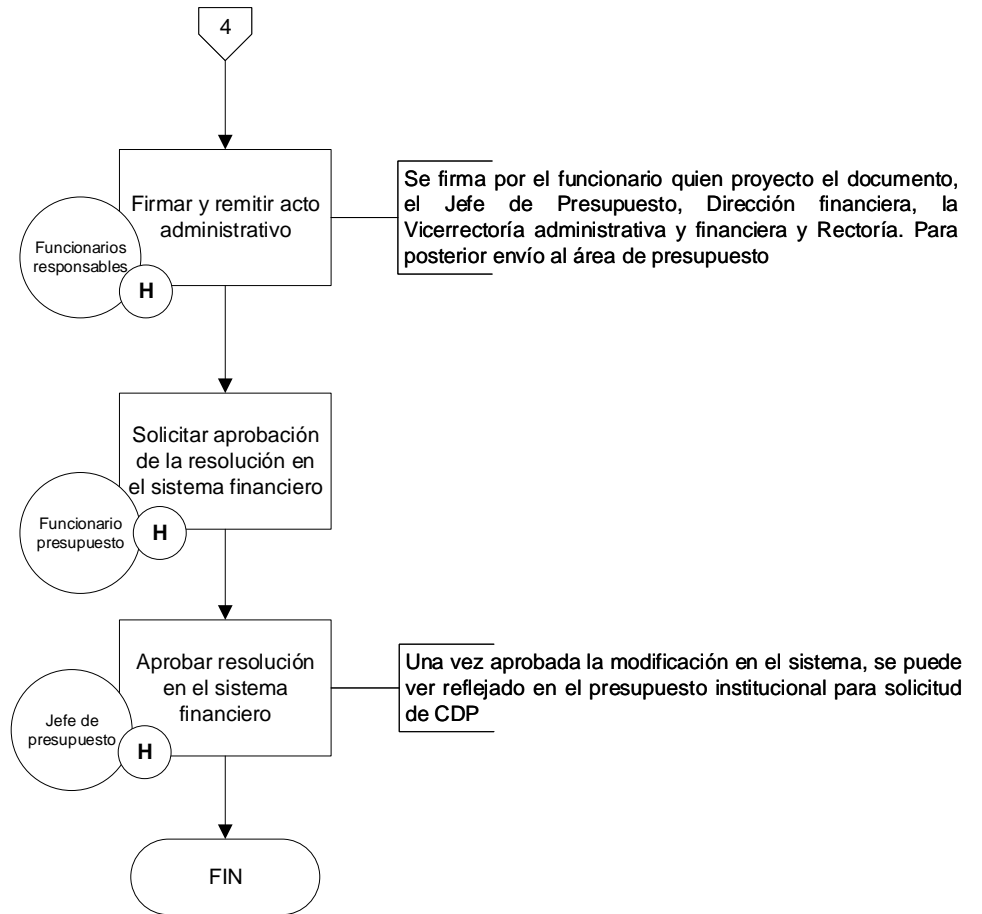 4
Firmar y remitir acto
administrativo
Funcionarios
responsables
H
Se firma por el funcionario quien proyecto el documento,
el Jefe de Presupuesto, Dirección financiera, la
Vicerrectoría administrativa y financiera y Rectoría. Para
posterior envío al área de presupuesto
Solicitar aprobación
de la resolución en
el sistema financiero
Funcionario
presupuesto
H
Aprobar resolución
en el sistema
financiero
Jefe de
presupuesto
H
Una vez aprobada la modificación en el sistema, se puede
ver reflejado en el presupuesto institucional para solicitud
de CDP
FIN